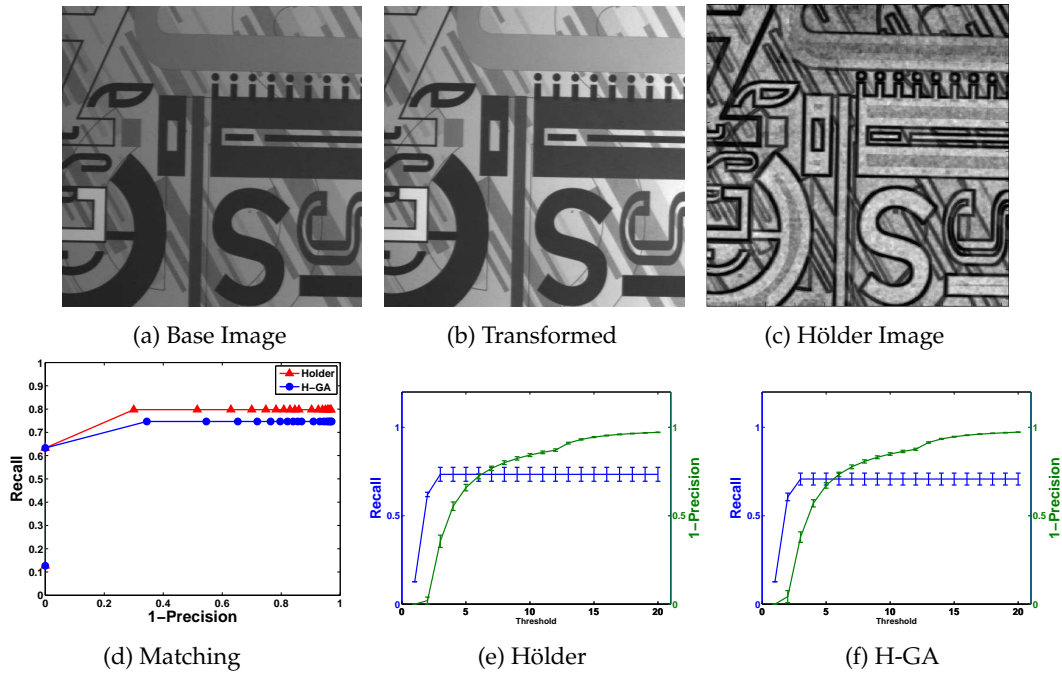 (a) Base Image
(b) Transformed
(c) Hölder Image
1
0.9
0.8
0.7
0.6
0.5
0.4
0.3
0.2
0.1
0
0 0.2 0.4 0.6 0.8 1
Recall
1−Precision
Holder
H−GA
(d) Matching
1
0.5
0
0 5 10 15 20
Recall
Threshold
1
0.5
0
1−Precision
(e) Hölder
1
0.5
0
0 5 10 15 20
Recall
Threshold
1
0.5
0
1−Precision
(f) H-GA